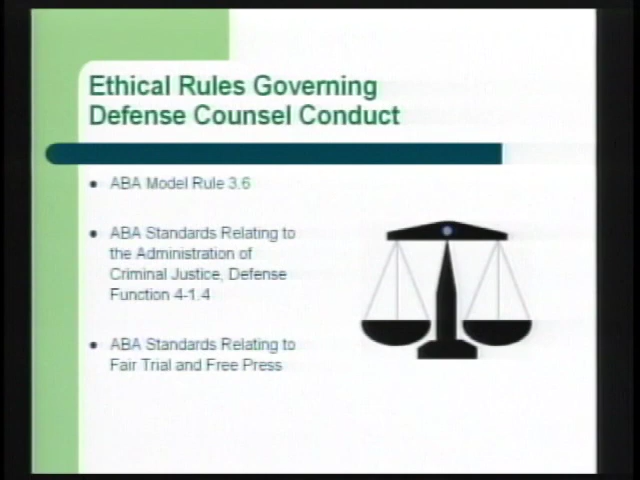 Ethical Rules Governing
Defense Counsel Conduct
ABA Model Rule 3.6
ABA Standards Relating to
the Administration of
Criminal Justice, Defense
Function 4-1.4
ABA Standards Relating to
Fair Trial and Free Press